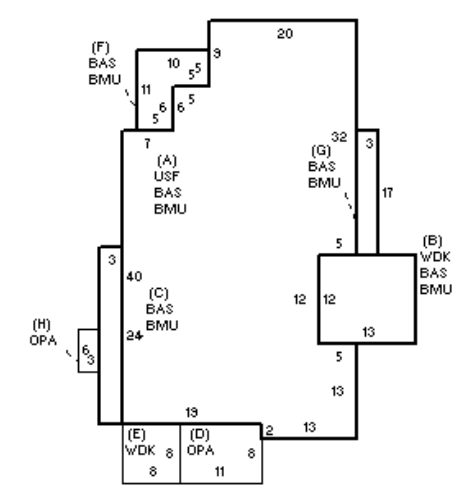 20
(F)
BAS
BMU
9
10
5
5
11
6
6
5
5
7
32
3
(A)
USF
BAS
BMU
(G)
BAS
BMU
17
5
(B)
WDK
BAS
BMU
3
40
(C)
BAS
BMU
12
12
13
24
(H)
OPA
6
3
5
13
19
2
13
(E)
WDK
8
8
(D)
OPA
8
11